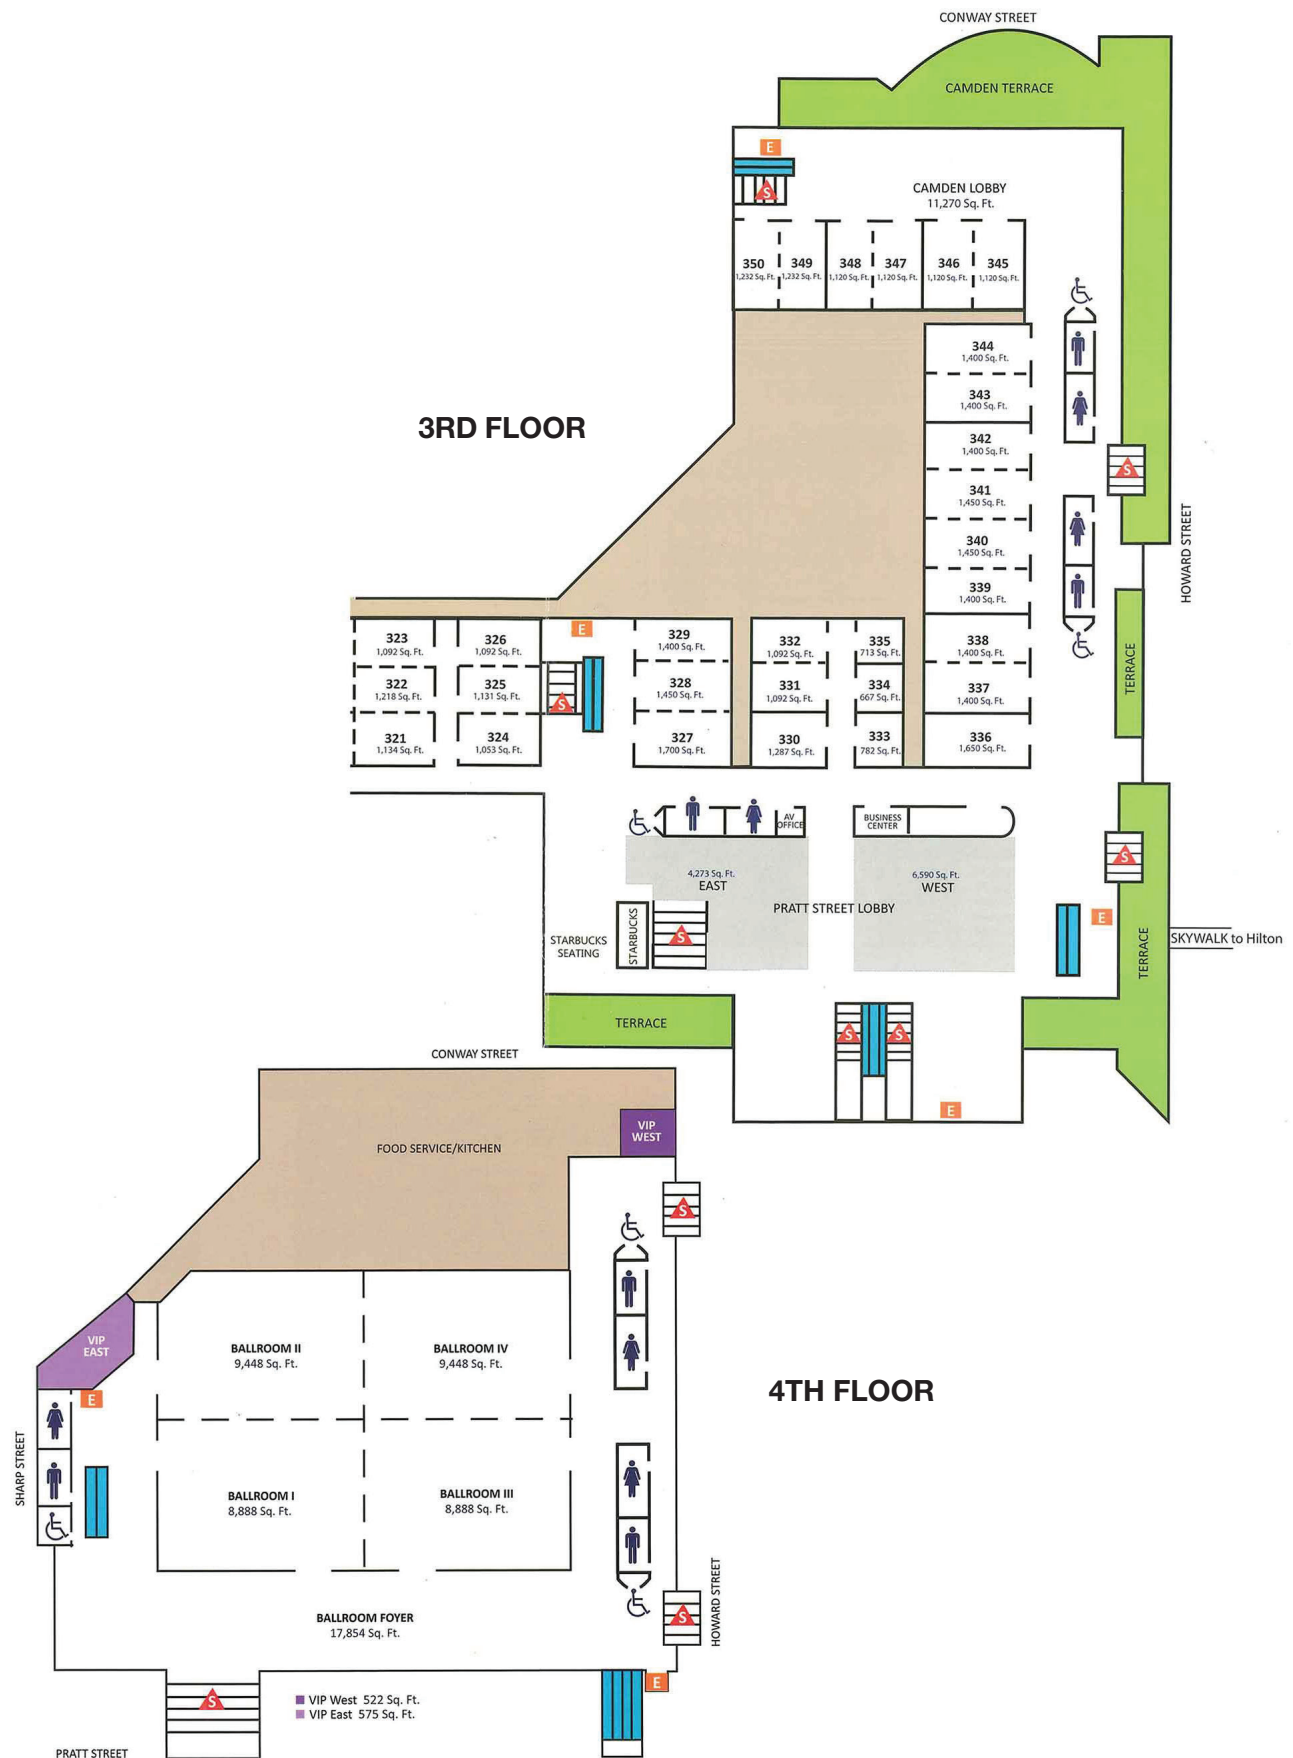 CONWAY STREET
CAMDEN TERRACE
E
S
CAMDEN LOBBY
11,270 Sq. Ft.
350
1,232 Sq. Ft.
349
1,232 Sq. Ft.
348
1,120 Sq. Ft.
347
1,120 Sq. Ft.
346
1,120 Sq. Ft.
345
1,120 Sq. Ft.
344
1,400 Sq. Ft.
343
1,400 Sq. Ft.
342
1,400 Sq. Ft.
341
1,450 Sq. Ft.
340
1,450 Sq. Ft.
339
1,400 Sq. Ft.
338
1,400 Sq. Ft.
337
1,400 Sq. Ft.
336
1,650 Sq. Ft.
S
HOWARD STREET
TERRACE
3RD FLOOR
323
1,092 Sq. Ft.
322
1,218 Sq. Ft.
321
1,134 Sq. Ft.
326
1,092 Sq. Ft.
325
1,131 Sq. Ft.
324
1,053 Sq. Ft.
E
S
329
1,400 Sq. Ft.
328
1,450 Sq. Ft.
327
1,700 Sq. Ft.
332
1,092 Sq. Ft.
331
1,092 Sq. Ft.
330
1,287 Sq. Ft.
335
713 Sq. Ft.
334
667 Sq. Ft.
333
782 Sq. Ft.
AV
OFFICE
BUSINESS
CENTER
4,273 Sq. Ft.
EAST
6,590 Sq. Ft.
WEST
PRATT STREET LOBBY
STARBUCKS
SEATING
STARBUCKS
S
S
E
TERRACE
SKYWALK to Hilton
TERRACE
S
S
E
CONWAY STREET
FOOD SERVICE/KITCHEN
VIP
WEST
S
VIP
EAST
E
BALLROOM II
9,448 Sq. Ft.
BALLROOM IV
9,448 Sq. Ft.
4TH FLOOR
SHARP STREET
BALLROOM I
8,888 Sq. Ft.
BALLROOM III
8,888 Sq. Ft.
HOWARD STREET
S
BALLROOM FOYER
17,854 Sq. Ft.
E
S
VIP West 522 Sq. Ft.
VIP East 575 Sq. Ft.
PRATT STREET